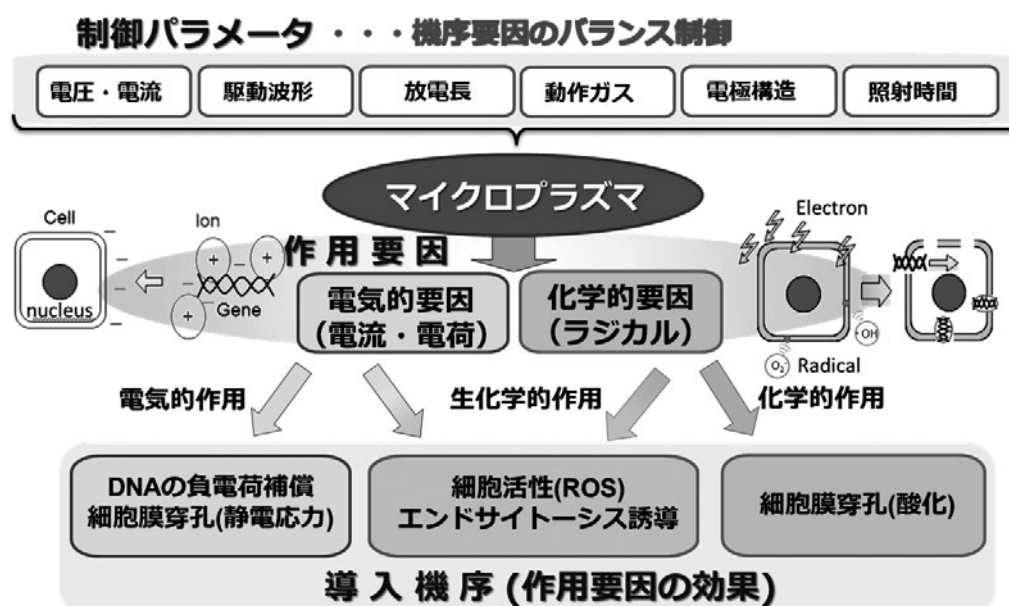 制御パラメータ ・・・機序要因のバランス制御
電圧・電流
駆動波形
放電長
動作ガス
電極構造
照射時間
マイクロプラズマ
Cell
nucleus
Ion
Gene
作用要因
電気的要因
(電流・電荷)
化学的要因
(ラジカル)
Electron
・OH
O₂⁻
Radical
電気的作用
生化学的作用
化学的作用
DNAの負電荷補償
細胞膜穿孔(静電応力)
細胞活性(ROS)
エンドサイトーシス誘導
細胞膜穿孔(酸化)
導入機序(作用要因の効果)